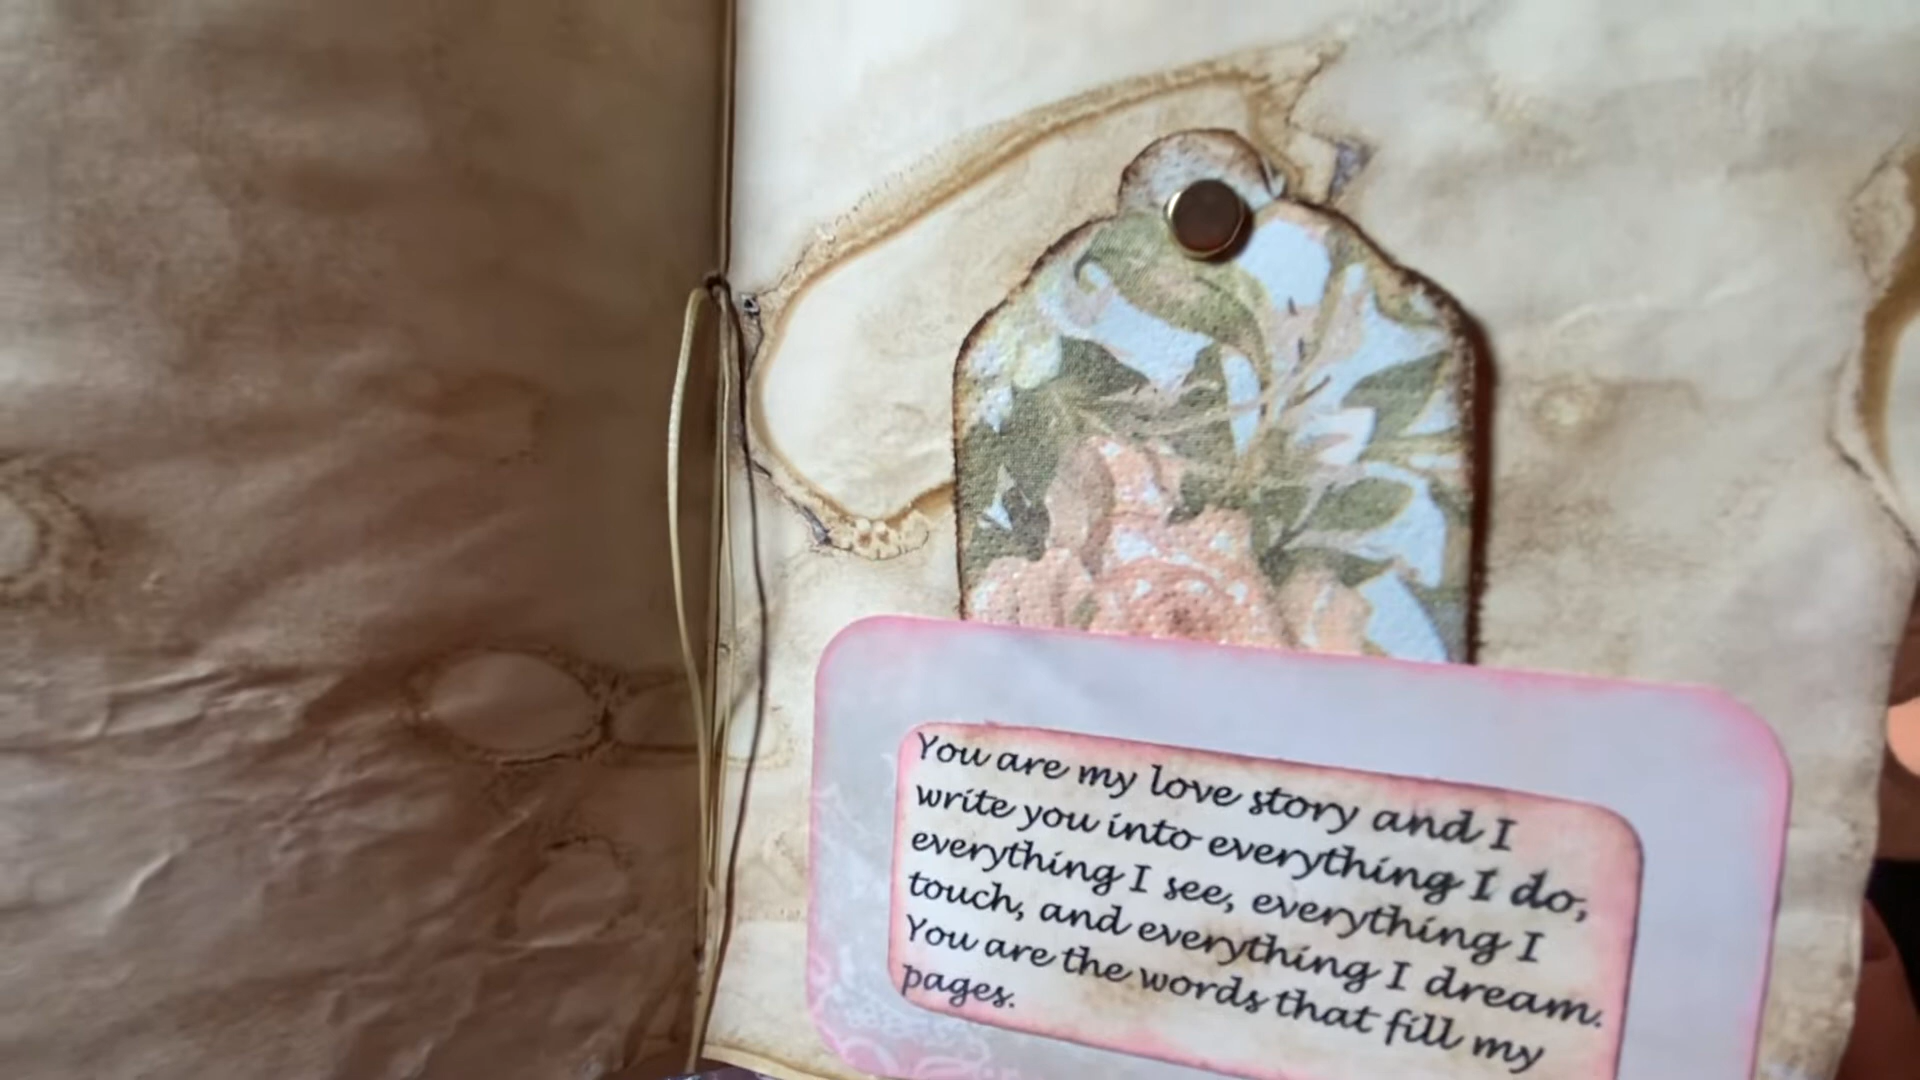 You are my love story and I
write you into everything I do,
everything I see, everything I
touch, and everything I dream.
You are the words that fill my
pages.